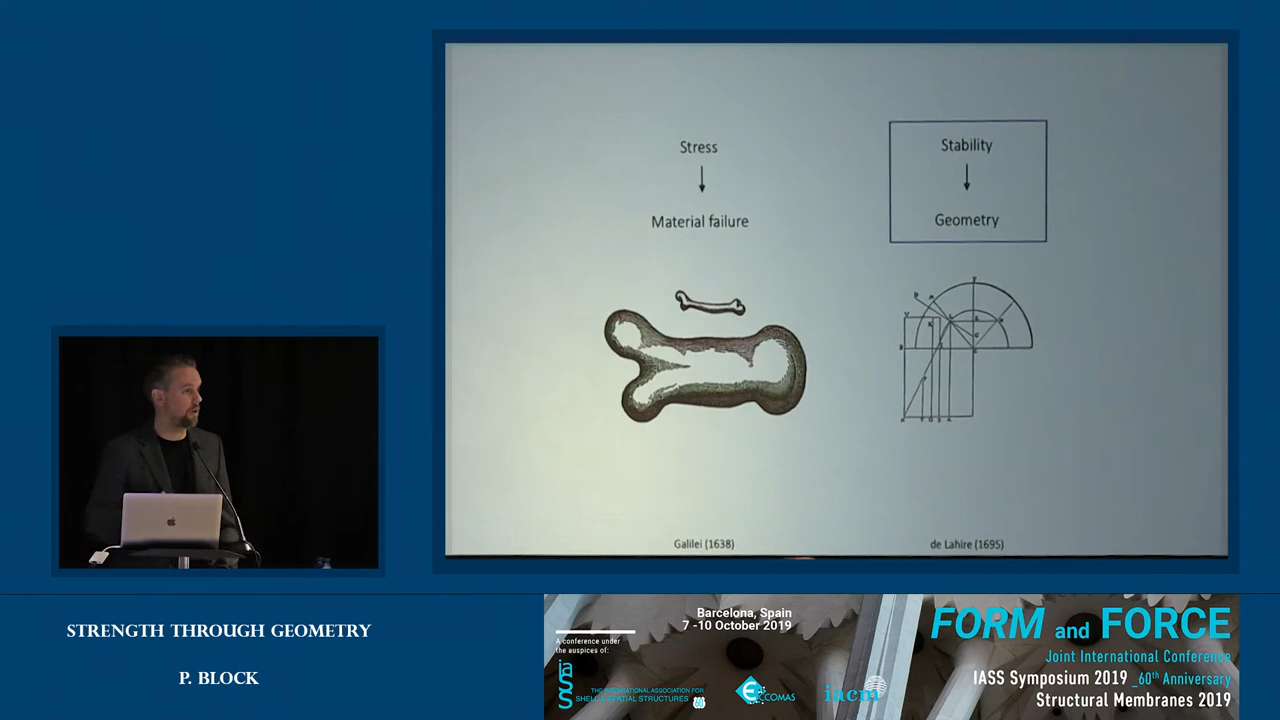 Stress
Material failure
Stability
Geometry
Galilei (1638)
de Lahire (1695)
STRENGTH THROUGH GEOMETRY
P. BLOCK
Barcelona, Spain
7 -10 October 2019
A conference under
the auspices of:
iass
THE INTERNATIONAL ASSOCIATION FOR
SHELL & SPATIAL STRUCTURES
ECCOMAS
iacm
FORM and FORCE
Joint International Conference
IASS Symposium 2019 _60th Anniversary
Structural Membranes 2019